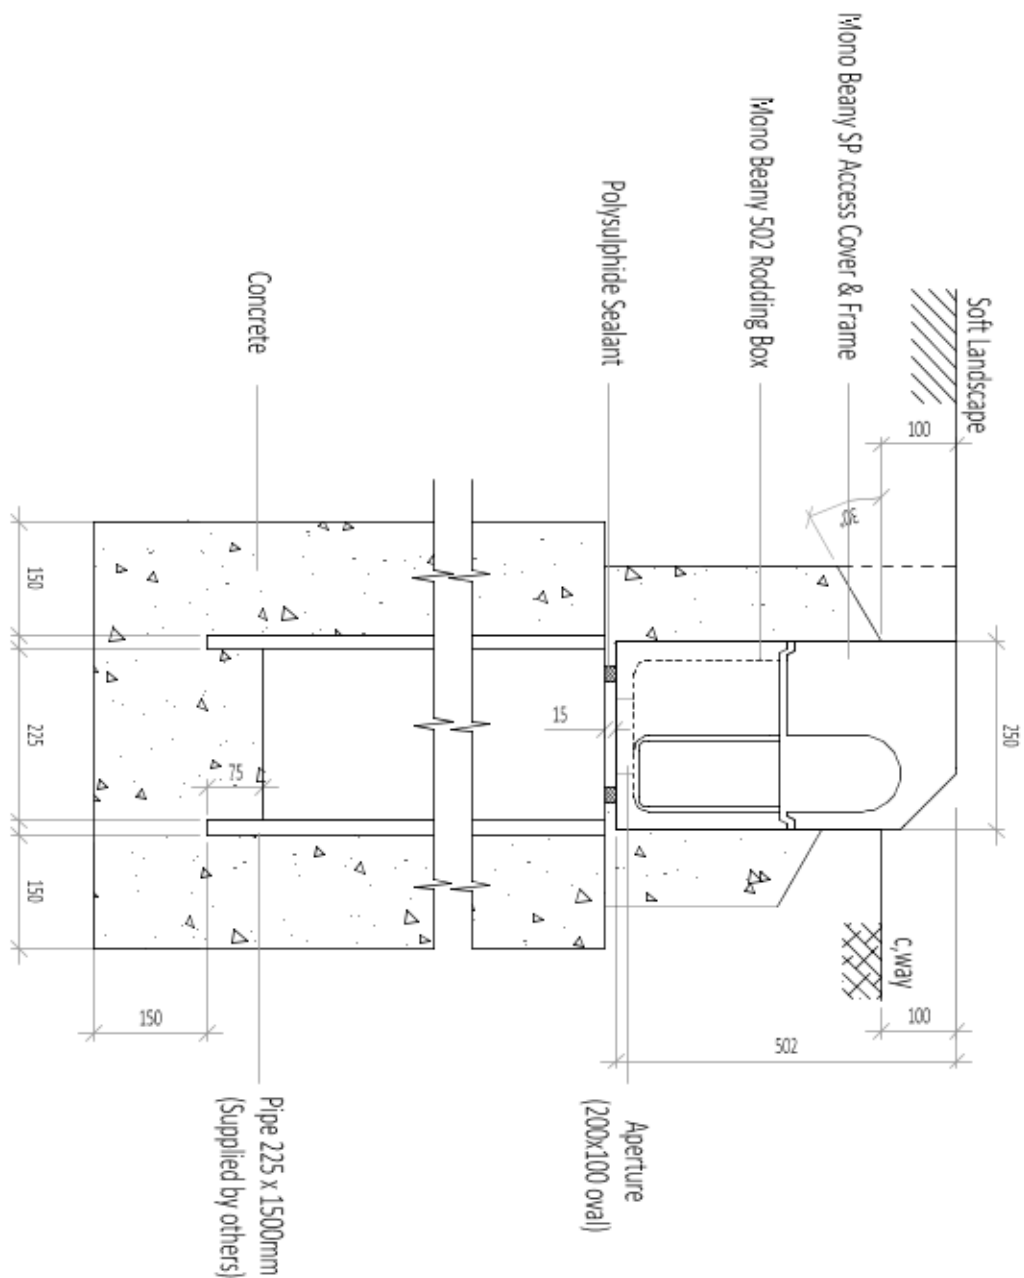 250
Soft Landscape
100
100
c,way
Mono Beany SP Access Cover & Frame
30°
502
Mono Beany 502 Rodding Box
Polysulphide Sealant
Aperture
(200x100 oval)
15
Concrete
Pipe 225 x 1500mm
(Supplied by others)
75
150
150
225
150